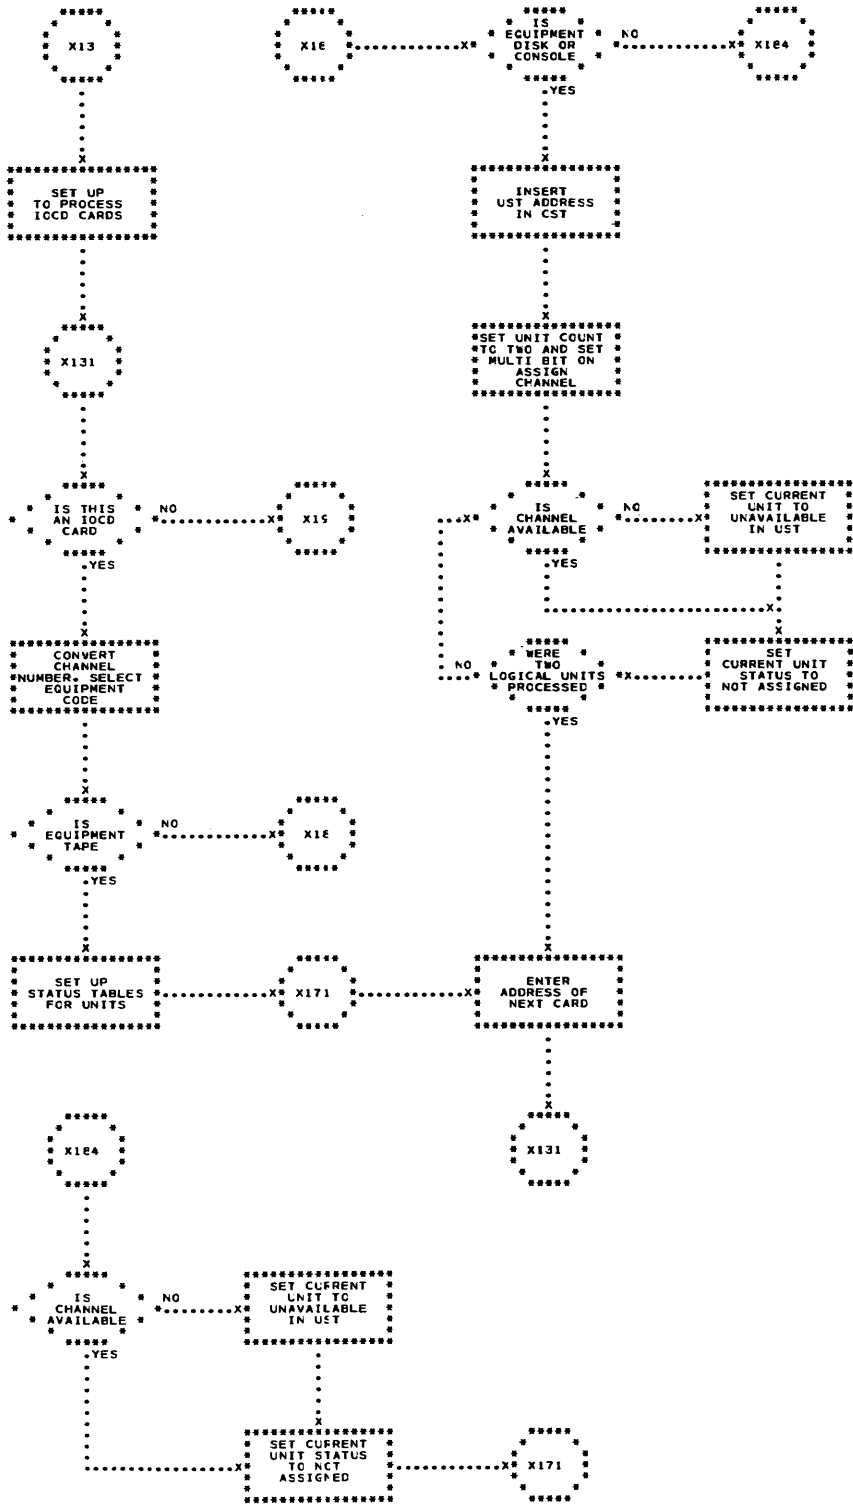 X13
SET UP
TO PROCESS
IOCD CARDS
X131
IS THIS
AN IOCD
CARD
NO
X19
YES
CONVERT
CHANNEL
NUMBER. SELECT
EQUIPMENT
CODE
IS
EQUIPMENT
TAPE
NO
X18
YES
SET UP
STATUS TABLES
FOR UNITS
X171
ENTER
ADDRESS OF
NEXT CARD
X131
X18
IS
EQUIPMENT
DISK OR
CONSOLE
NO
X184
YES
INSERT
UST ADDRESS
IN CST
SET UNIT COUNT
TO TWO AND SET
MULTI BIT ON
ASSIGN
CHANNEL
IS
CHANNEL
AVAILABLE
NO
SET CURRENT
UNIT TO
UNAVAILABLE
IN UST
YES
SET
CURRENT UNIT
STATUS TO
NOT ASSIGNED
WERE
TWO
LOGICAL UNITS
PROCESSED
NO
YES
X184
IS
CHANNEL
AVAILABLE
NO
SET CURRENT
UNIT TO
UNAVAILABLE
IN UST
YES
SET CURRENT
UNIT STATUS
TO NOT
ASSIGNED
X171